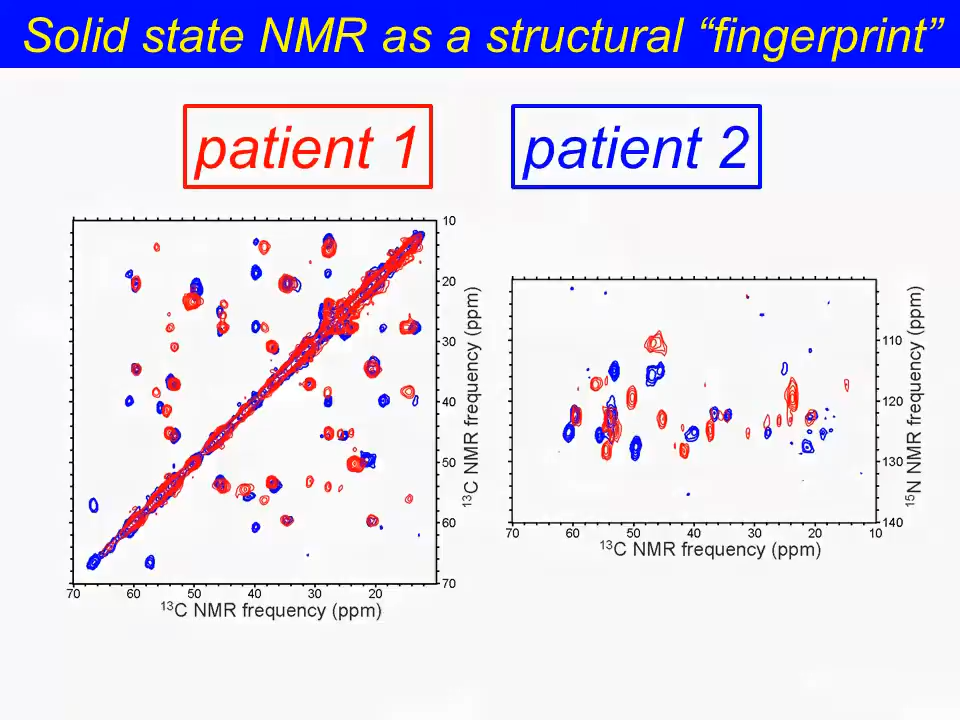 Solid state NMR as a structural “fingerprint”
patient 1
patient 2
10
20
30
40
50
60
70
13C NMR frequency (ppm)
70 60 50 40 30 20
13C NMR frequency (ppm)
110
120
130
140
15N NMR frequency (ppm)
70 60 50 40 30 20 10
13C NMR frequency (ppm)